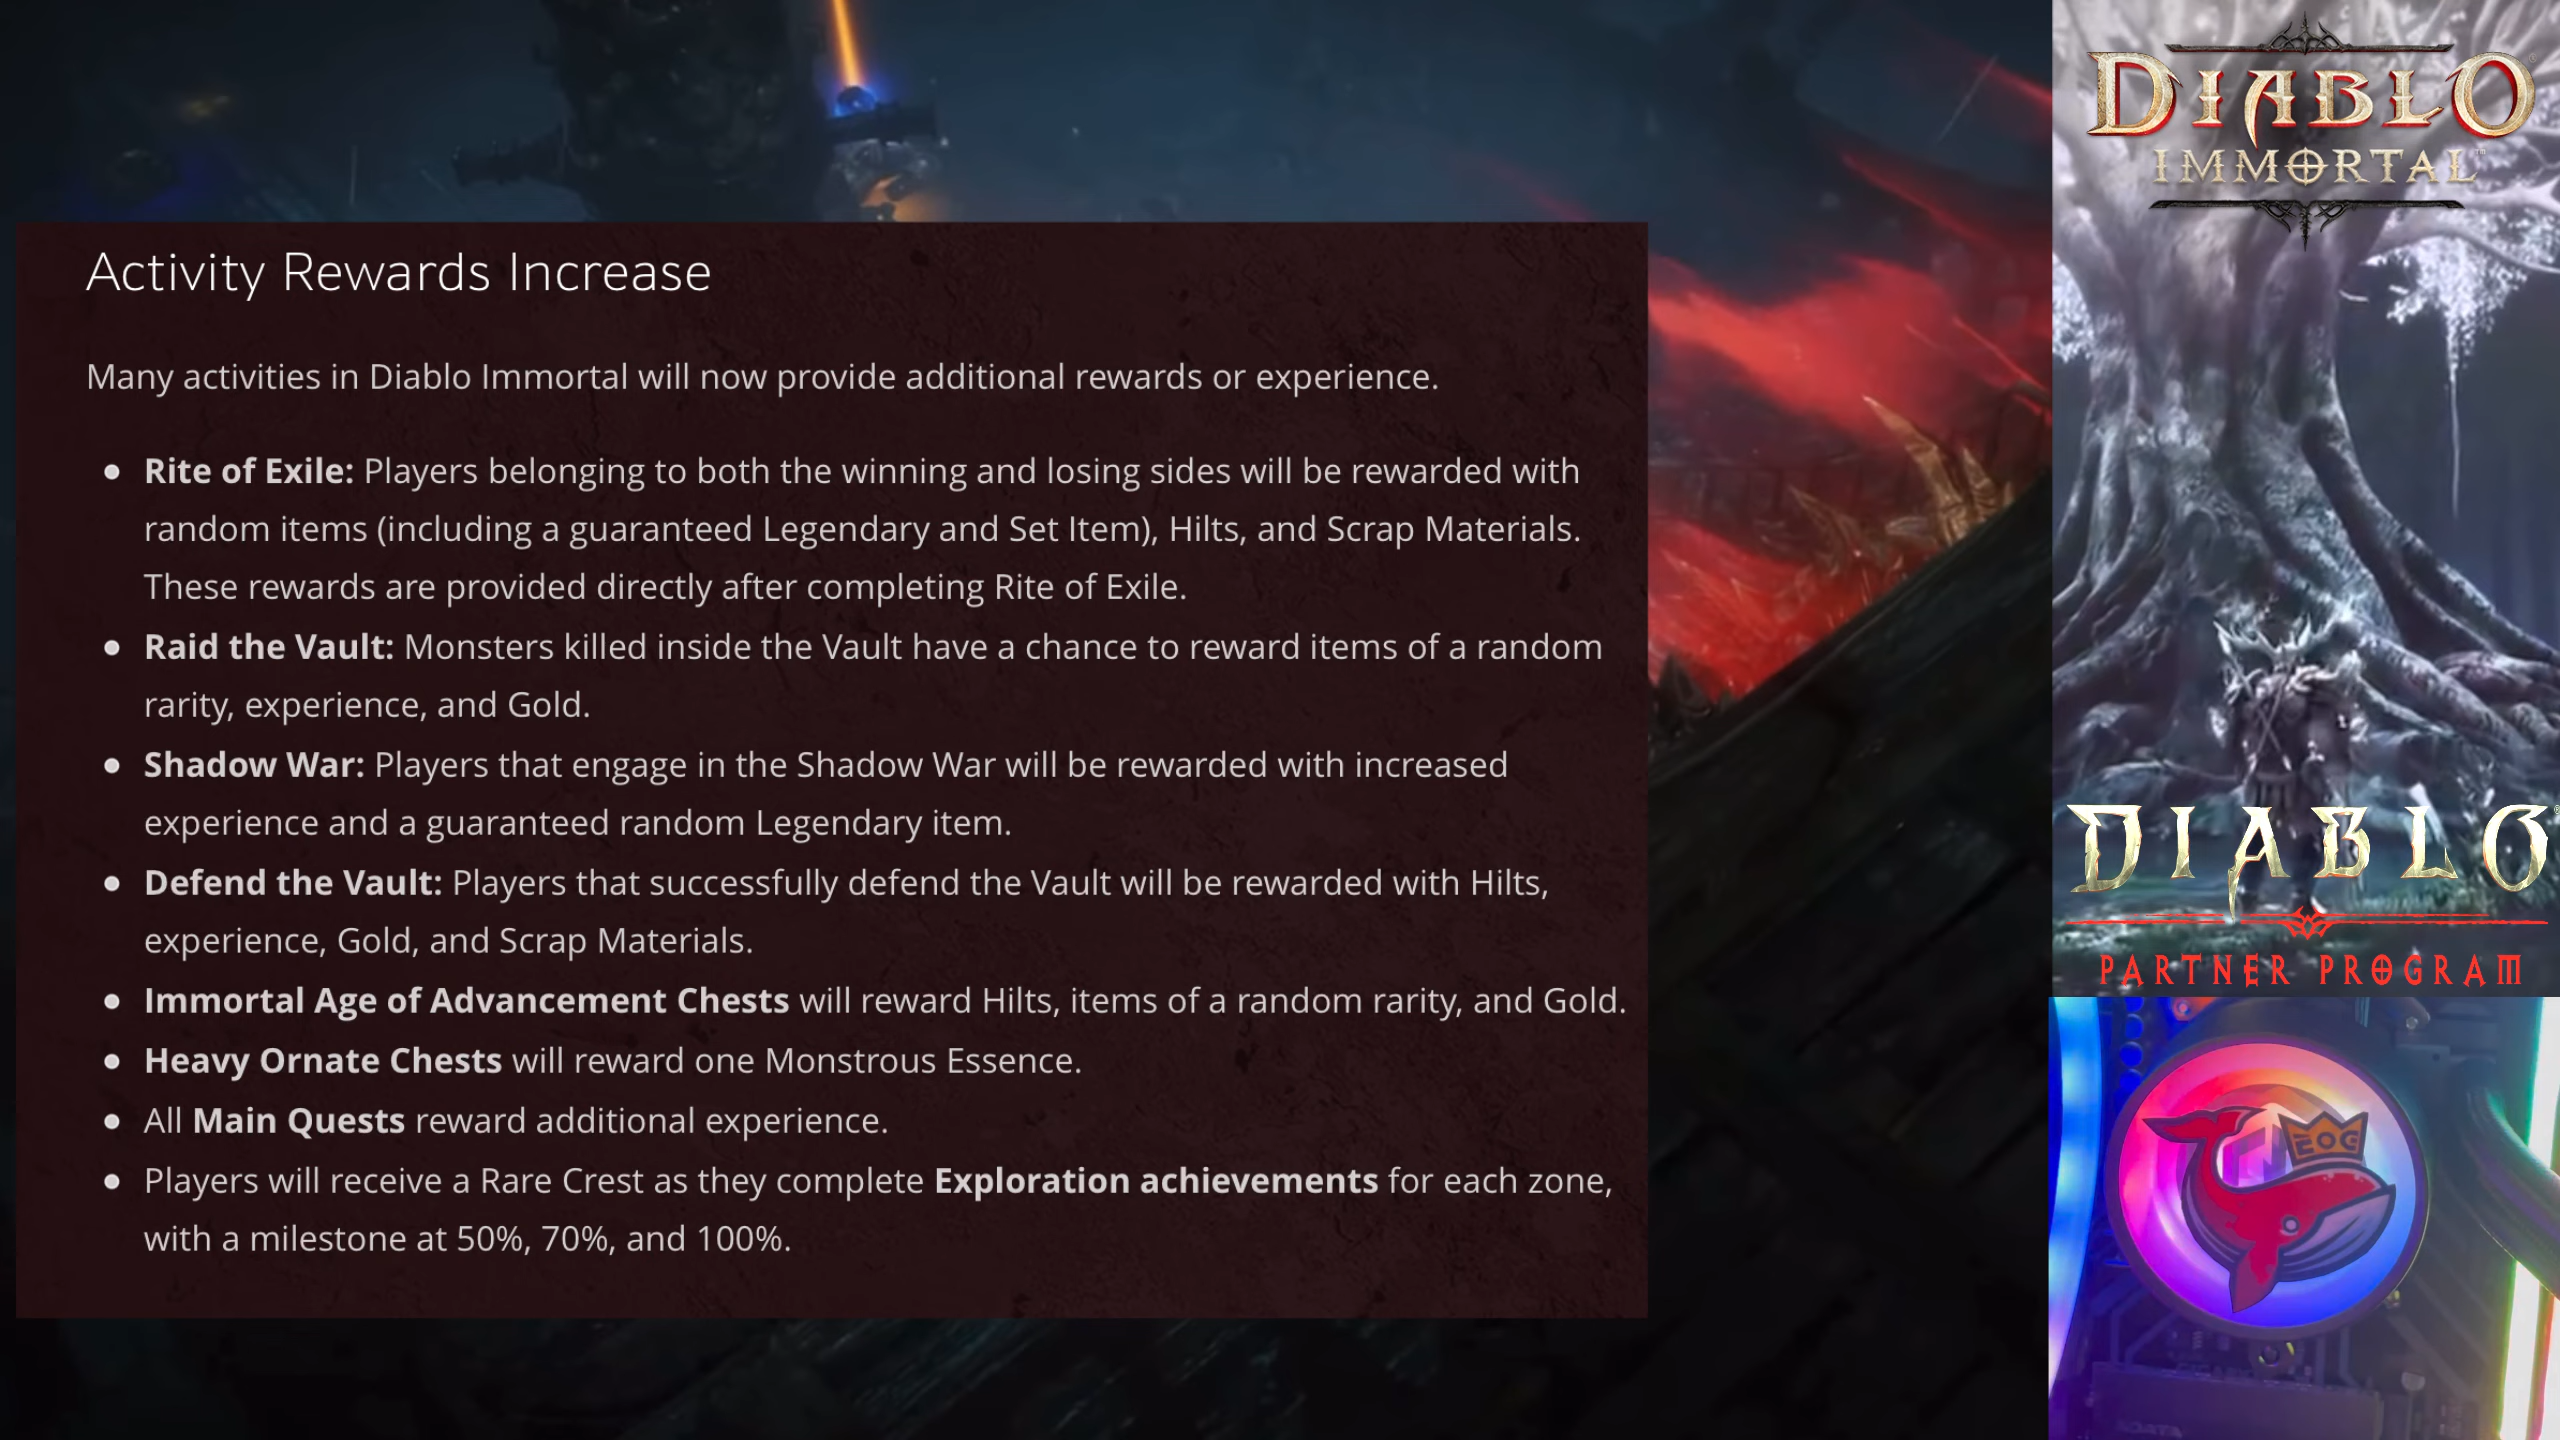 Activity Rewards Increase
Many activities in Diablo Immortal will now provide additional rewards or experience.
• Rite of Exile: Players belonging to both the winning and losing sides will be rewarded with
random items (including a guaranteed Legendary and Set Item), Hilts, and Scrap Materials.
These rewards are provided directly after completing Rite of Exile.
• Raid the Vault: Monsters killed inside the Vault have a chance to reward items of a random
rarity, experience, and Gold.
• Shadow War: Players that engage in the Shadow War will be rewarded with increased
experience and a guaranteed random Legendary item.
• Defend the Vault: Players that successfully defend the Vault will be rewarded with Hilts,
experience, Gold, and Scrap Materials.
• Immortal Age of Advancement Chests will reward Hilts, items of a random rarity, and Gold.
• Heavy Ornate Chests will reward one Monstrous Essence.
• All Main Quests reward additional experience.
• Players will receive a Rare Crest as they complete Exploration achievements for each zone,
with a milestone at 50%, 70%, and 100%.
DIABLO
IMMORTAL
DIABLO
PARTNER PROGRAM
EOG